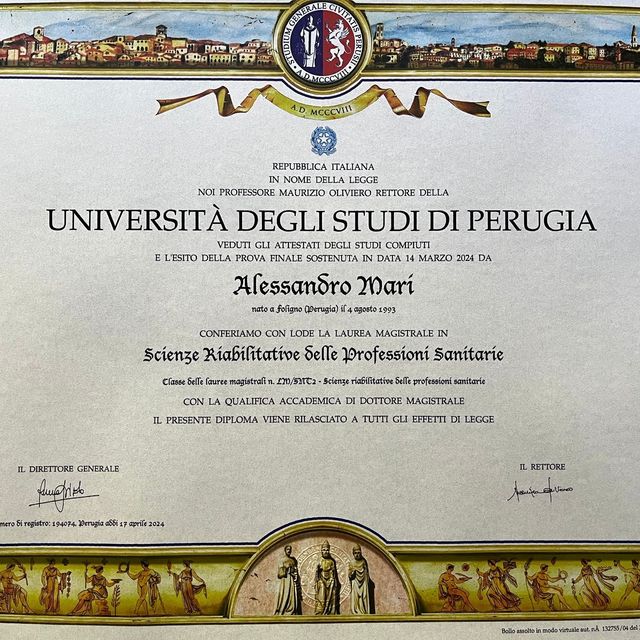 STUDIUM GENERALE CIVITATIS PERUSII
A.D. MCCCVIII
A.D. MCCCVIII
REPUBBLICA ITALIANA
IN NOME DELLA LEGGE
NOI PROFESSORE MAURIZIO OLIVIERO RETTORE DELLA
UNIVERSITÀ DEGLI STUDI DI PERUGIA
VEDUTI GLI ATTESTATI DEGLI STUDI COMPIUTI
E L'ESITO DELLA PROVA FINALE SOSTENUTA IN DATA 14 MARZO 2024 DA
Alessandro Mari
nato a Foligno (Perugia) il 4 agosto 1993
CONFERIAMO CON LODE LA LAUREA MAGISTRALE IN
Scienze Riabilitative delle Professioni Sanitarie
Classe delle lauree magistrali n. LM/SNT2 - Scienze riabilitative delle professioni sanitarie
CON LA QUALIFICA ACCADEMICA DI DOTTORE MAGISTRALE
IL PRESENTE DIPLOMA VIENE RILASCIATO A TUTTI GLI EFFETTI DI LEGGE
IL DIRETTORE GENERALE
IL RETTORE
mero di registro: 194074, Perugia addì 17 aprile 2024
Bollo assolto in modo virtuale aut. n.Â 132755/04 del